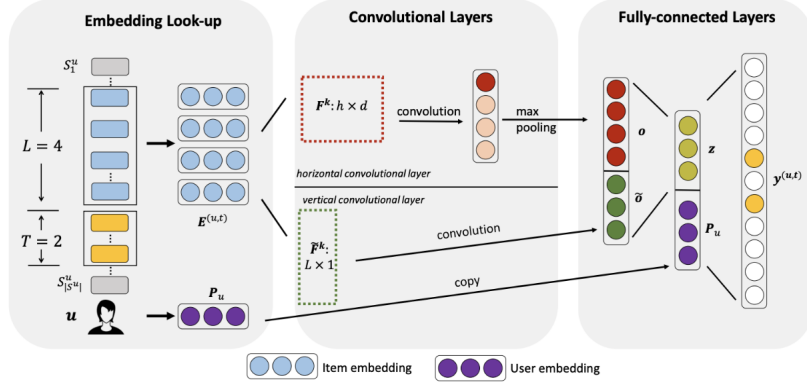 Embedding Look-up
Convolutional Layers
Fully-connected Layers
S₁ᵘ
L = 4
T = 2
S|Sᵘ|ᵘ
u
E⁽ᵘ,ᵗ⁾
Pᵤ
Fᵏ: h × d
convolution
max
pooling
horizontal convolutional layer
vertical convolutional layer
F̃ᵏ:
L × 1
convolution
copy
o
õ
z
Pᵤ
y⁽ᵘ,ᵗ⁾
Item embedding
User embedding